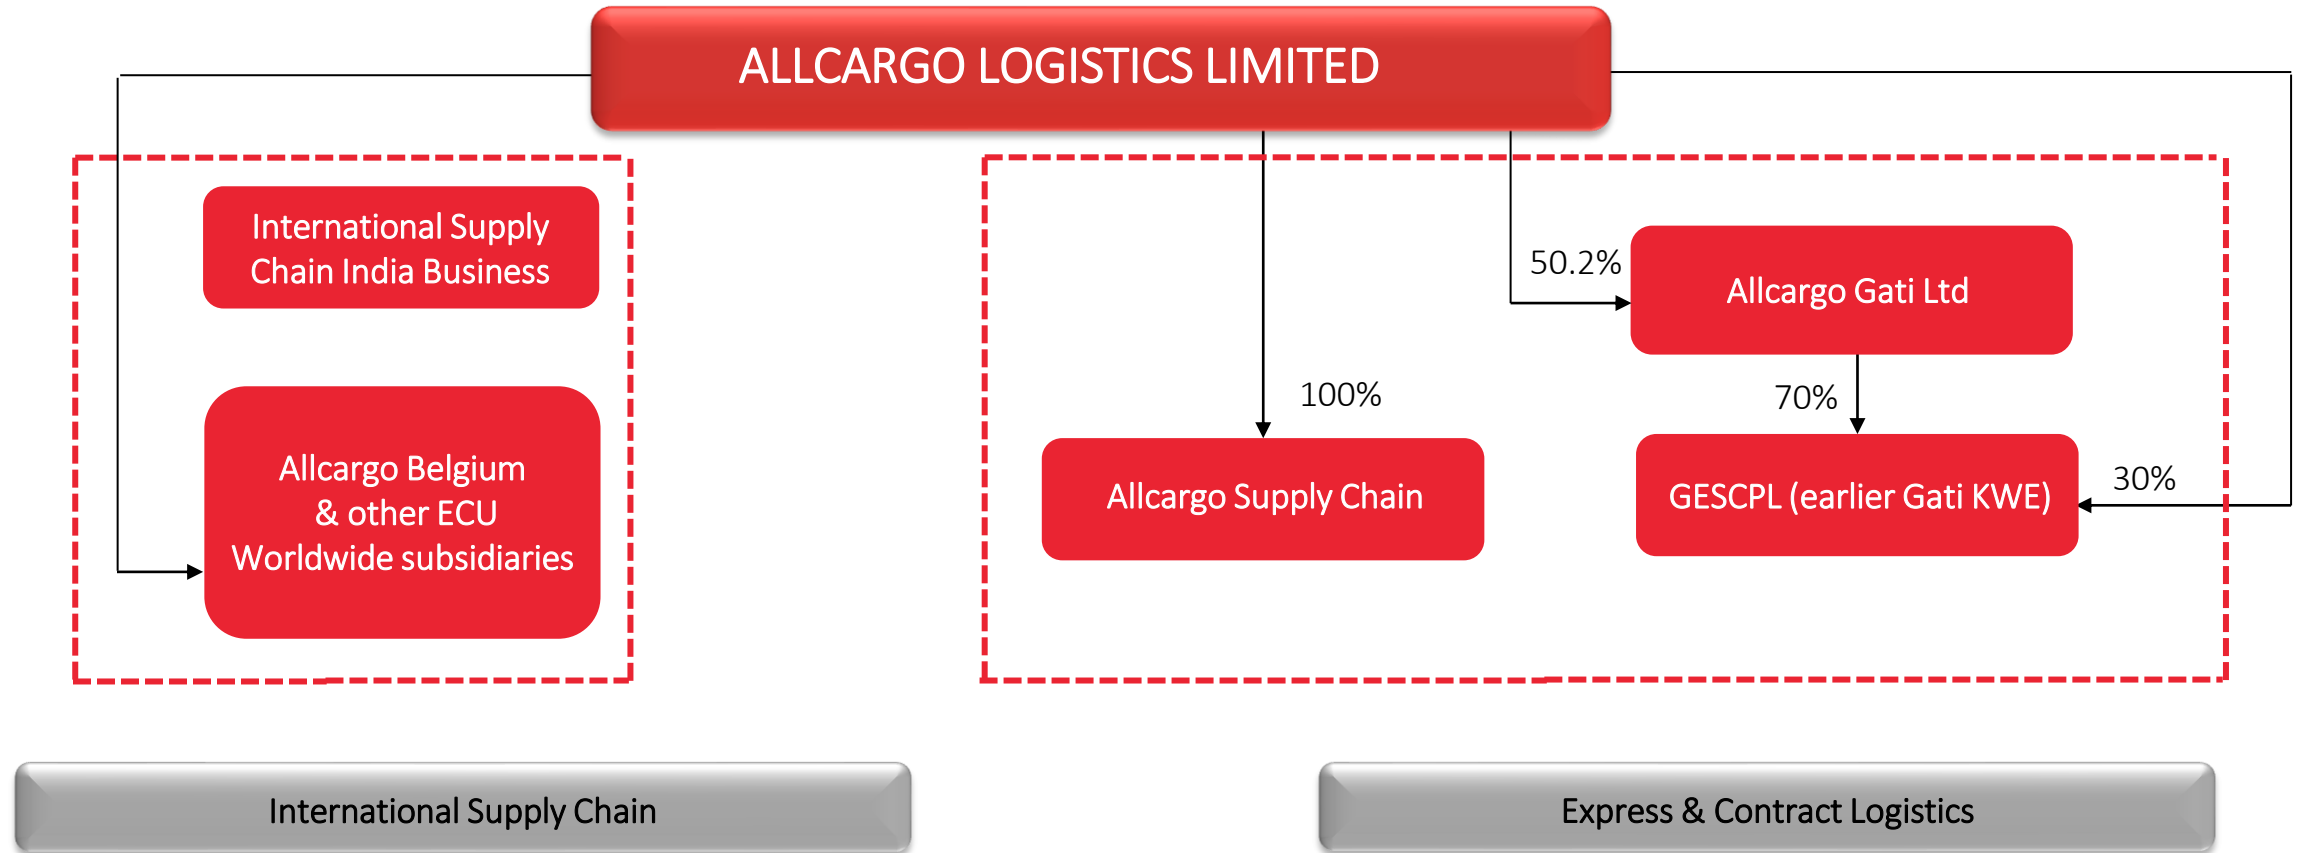 ALLCARGO LOGISTICS LIMITED
International Supply
Chain India Business
Allcargo Belgium
& other ECU
Worldwide subsidiaries
50.2%
Allcargo Gati Ltd
100%
70%
Allcargo Supply Chain
GESCPL (earlier Gati KWE)
30%
International Supply Chain
Express & Contract Logistics